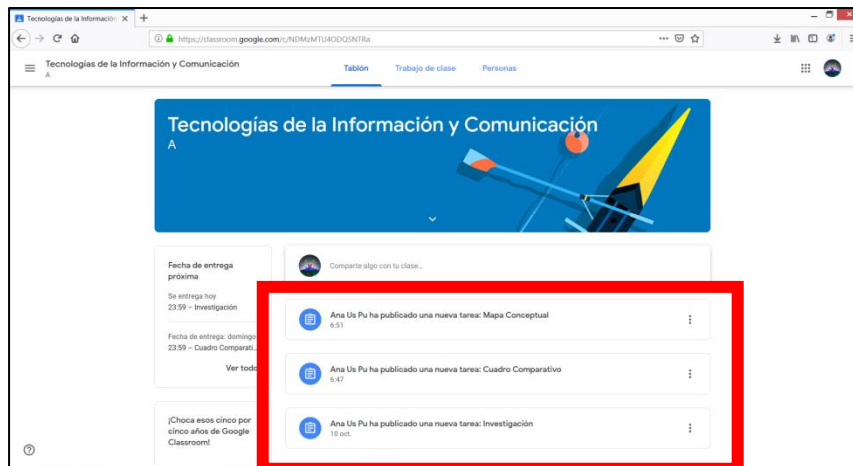 Tecnologías de la Información
https://classroom.google.com/c/NDMzMTU4ODQ5NTRa
Tecnologías de la Información y Comunicación
A
Tablón
Trabajo de clase
Personas
Tecnologías de la Información y Comunicación
A
Fecha de entrega
próxima
Se entrega hoy
23:59 – Investigación
Fecha de entrega: domingo
23:59 – Cuadro Comparati...
Ver todo
¡Choca esos cinco por
cinco años de Google
Classroom!
Comparte algo con tu clase...
Ana Us Pu ha publicado una nueva tarea: Mapa Conceptual
6:51
Ana Us Pu ha publicado una nueva tarea: Cuadro Comparativo
6:47
Ana Us Pu ha publicado una nueva tarea: Investigación
10 oct.